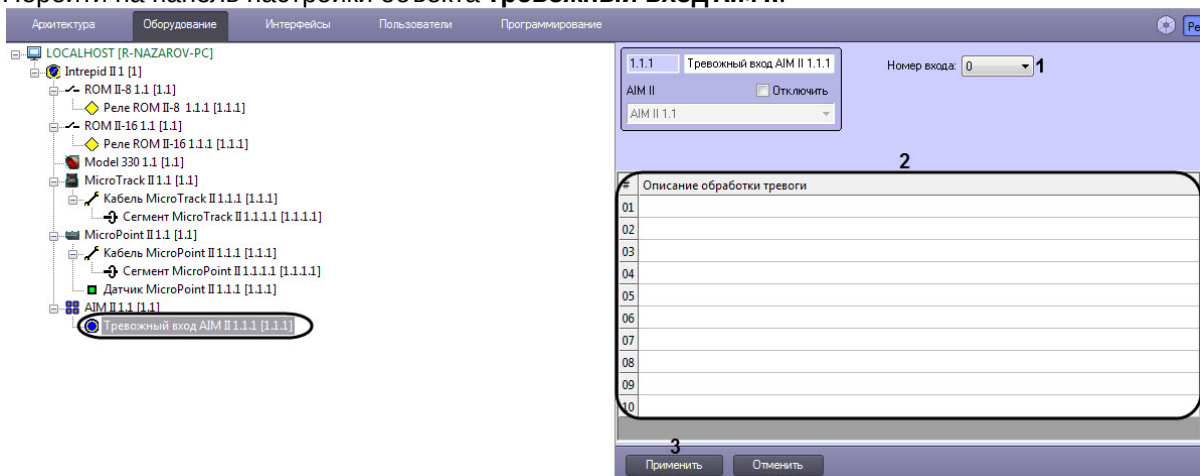 Перейти на панель настройки объекта Тревожный вход AIM II.
Архитектура Оборудование Интерфейсы Пользователи Программирование
LOCALHOST [R-NAZAROV-PC]
Intrepid II 1 [1]
ROM II-8 1.1 [1.1]
Реле ROM II-8 1.1.1 [1.1.1]
ROM II-16 1.1 [1.1]
Реле ROM II-16 1.1.1 [1.1.1]
Model 330 1.1 [1.1]
MicroTrack II 1.1 [1.1]
Кабель MicroTrack II 1.1.1 [1.1.1]
Сегмент MicroTrack II 1.1.1.1 [1.1.1.1]
MicroPoint II 1.1 [1.1]
Кабель MicroPoint II 1.1.1 [1.1.1]
Сегмент MicroPoint II 1.1.1.1 [1.1.1.1]
Датчик MicroPoint II 1.1.1 [1.1.1]
AIM II 1.1 [1.1]
Тревожный вход AIM II 1.1.1 [1.1.1]
1.1.1 Тревожный вход AIM II 1.1.1
Номер входа: 0 1
AIM II Отключить
AIM II 1.1
2
# Описание обработки тревоги
01
02
03
04
05
06
07
08
09
10
3
Применить Отменить